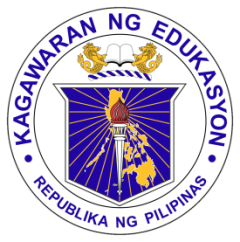 KAGAWARAN NG EDUKASYON
REPUBLIKA NG PILIPINAS